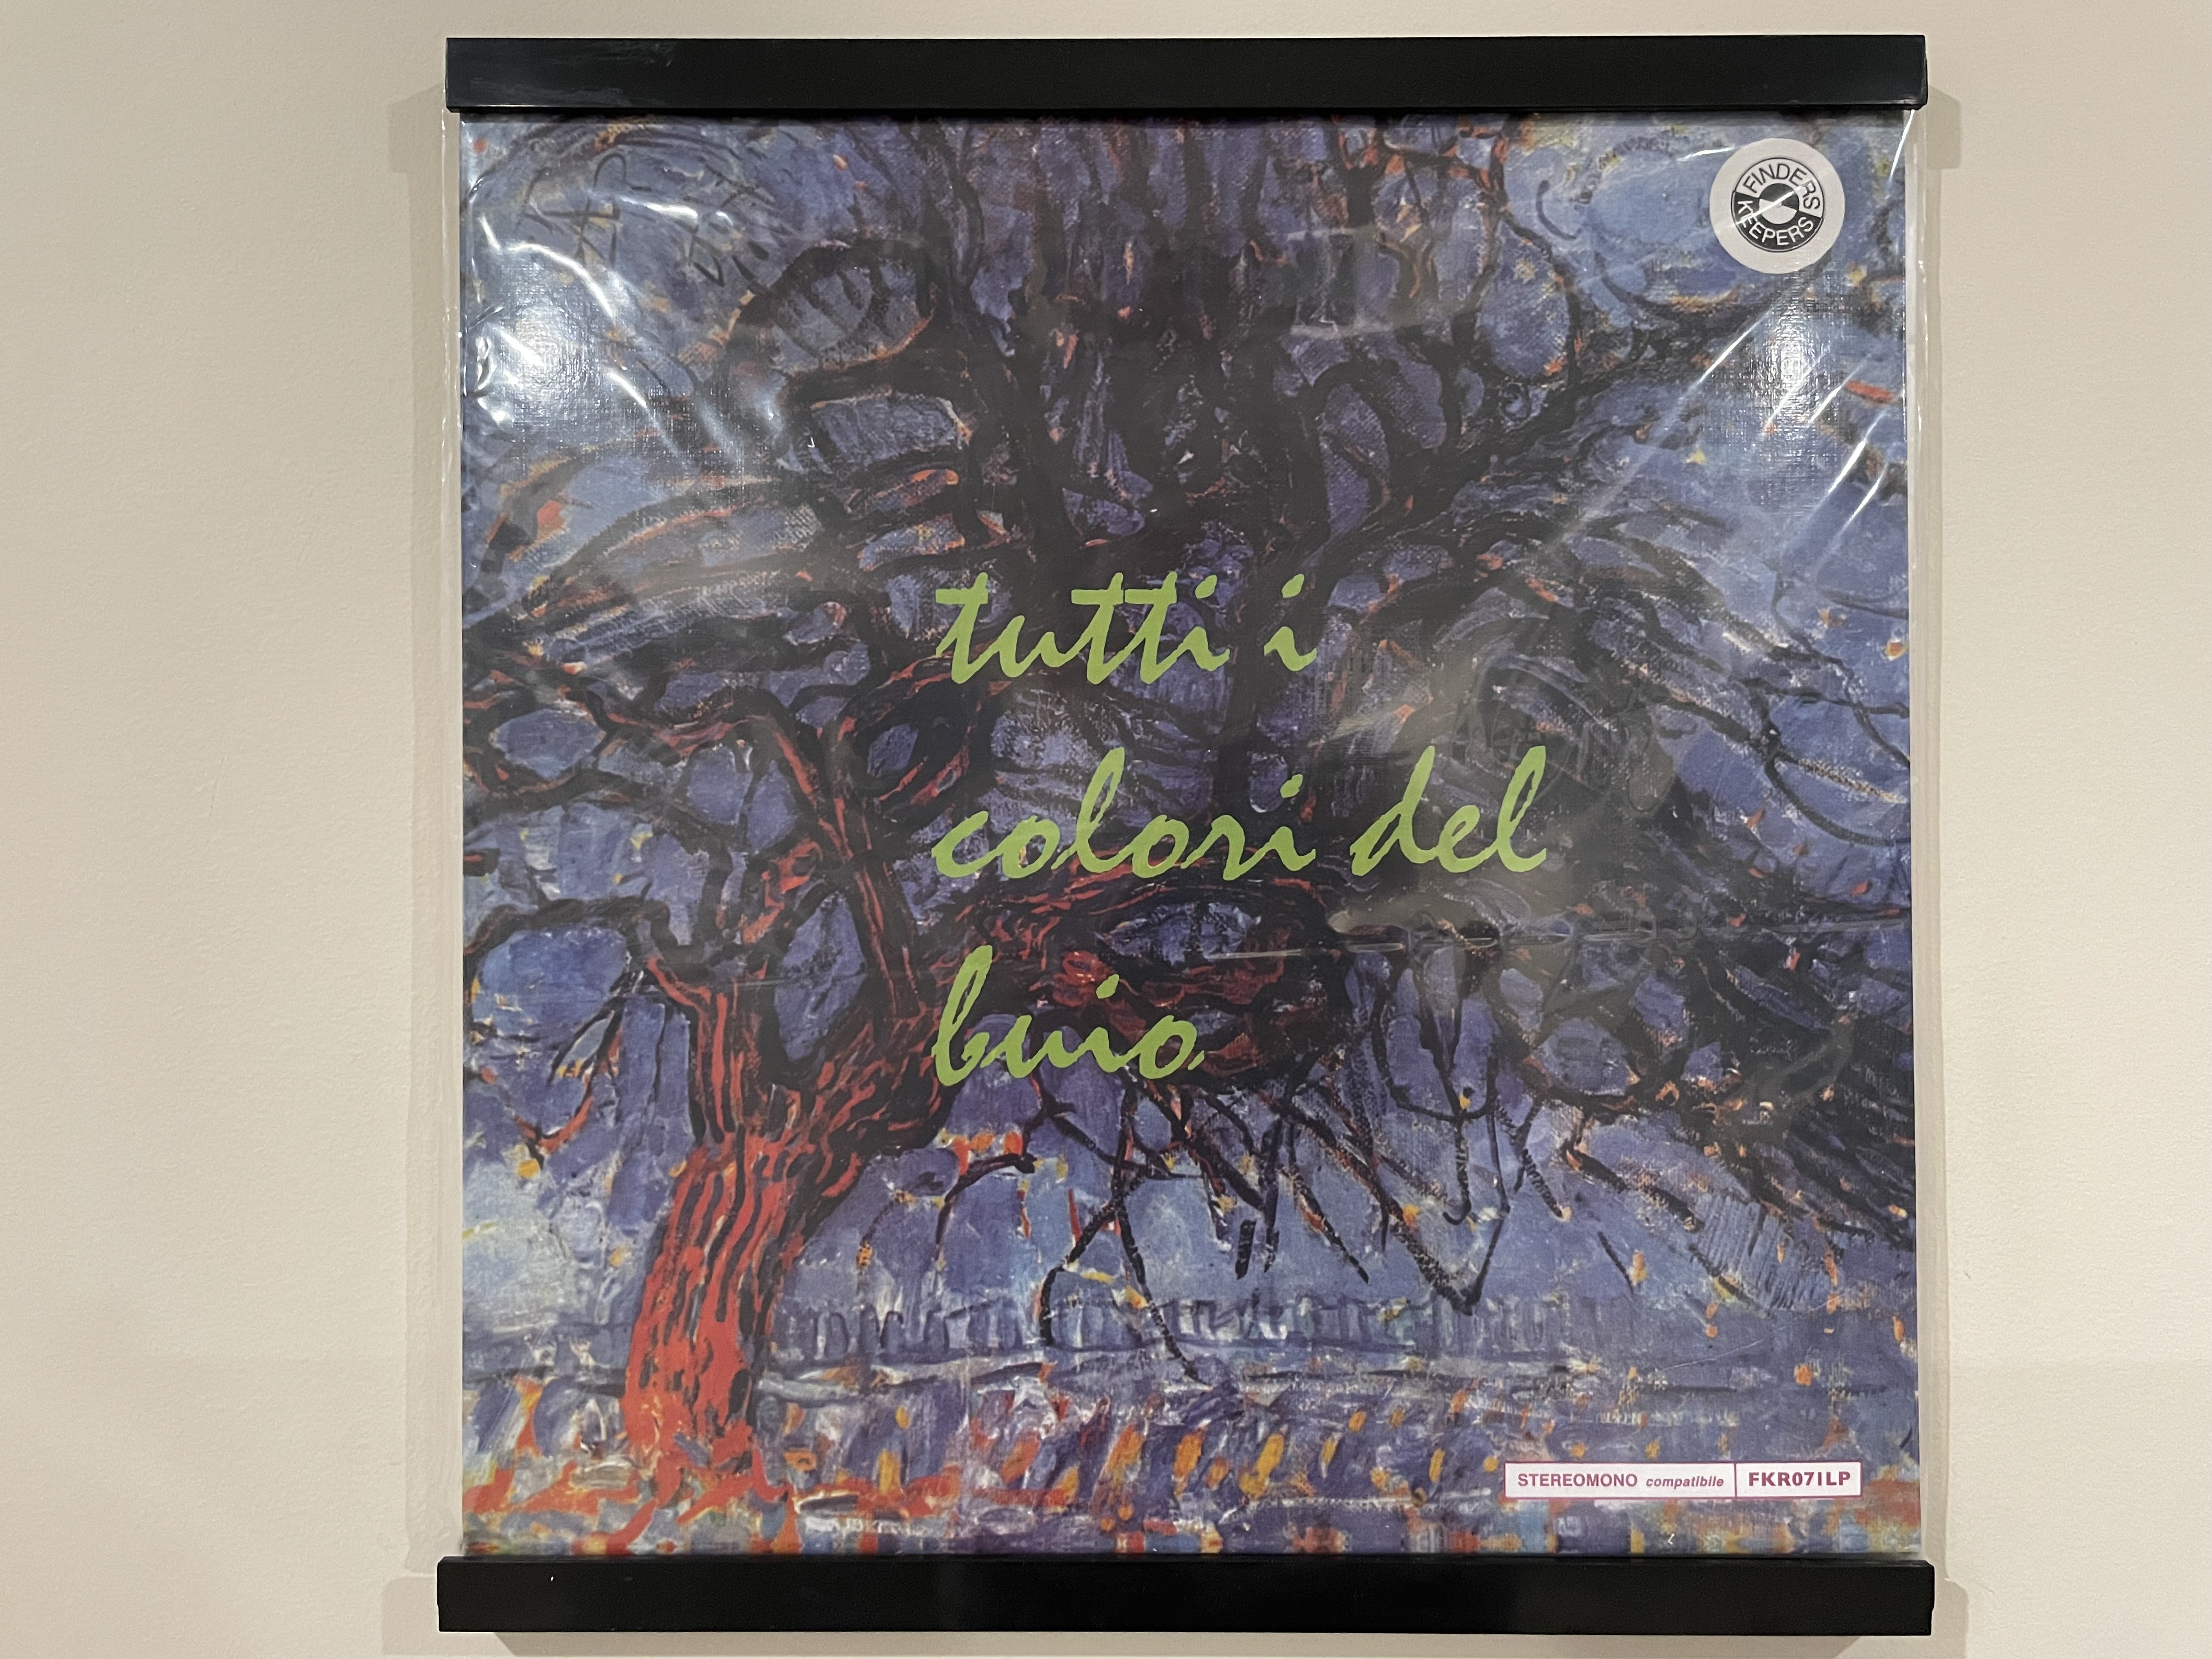 FINDERS
KEEPERS
tutti i
colori del
buio
STEREOMONO compatibile FKR071LP